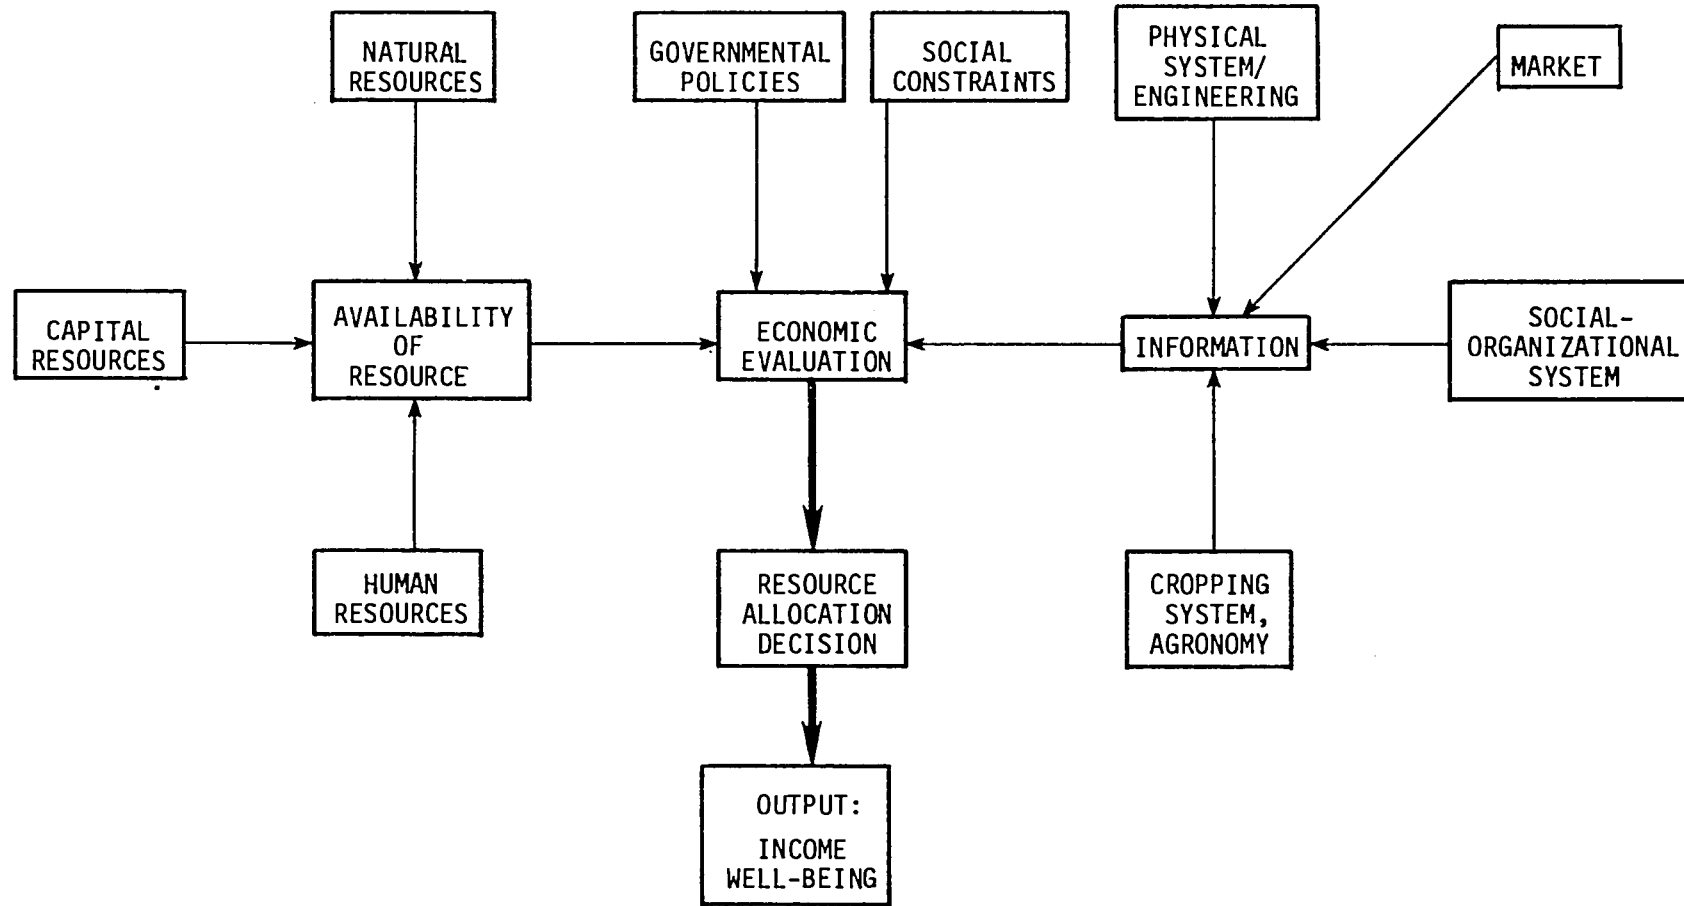 NATURAL
RESOURCES
GOVERNMENTAL
POLICIES
SOCIAL
CONSTRAINTS
PHYSICAL
SYSTEM/
ENGINEERING
MARKET
CAPITAL
RESOURCES
AVAILABILITY
OF
RESOURCE
ECONOMIC
EVALUATION
INFORMATION
SOCIAL-
ORGANIZATIONAL
SYSTEM
HUMAN
RESOURCES
RESOURCE
ALLOCATION
DECISION
CROPPING
SYSTEM,
AGRONOMY
OUTPUT:
INCOME
WELL-BEING